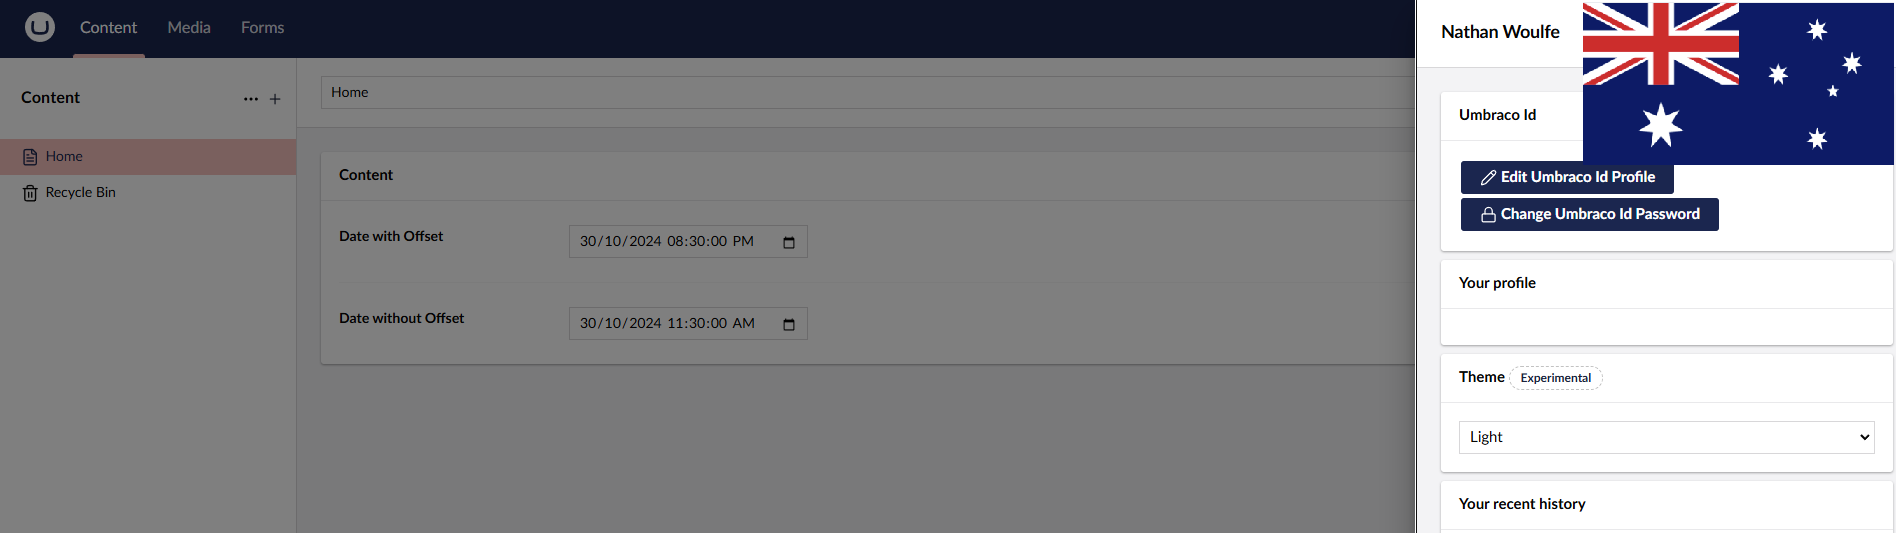 Content
Media
Forms
Nathan Woulfe
Content
Home
Home
Recycle Bin
Content
Date with Offset
30/10/2024 08:30:00 PM
Date without Offset
30/10/2024 11:30:00 AM
Umbraco Id
Edit Umbraco Id Profile
Change Umbraco Id Password
Your profile
Theme Experimental
Light
Your recent history